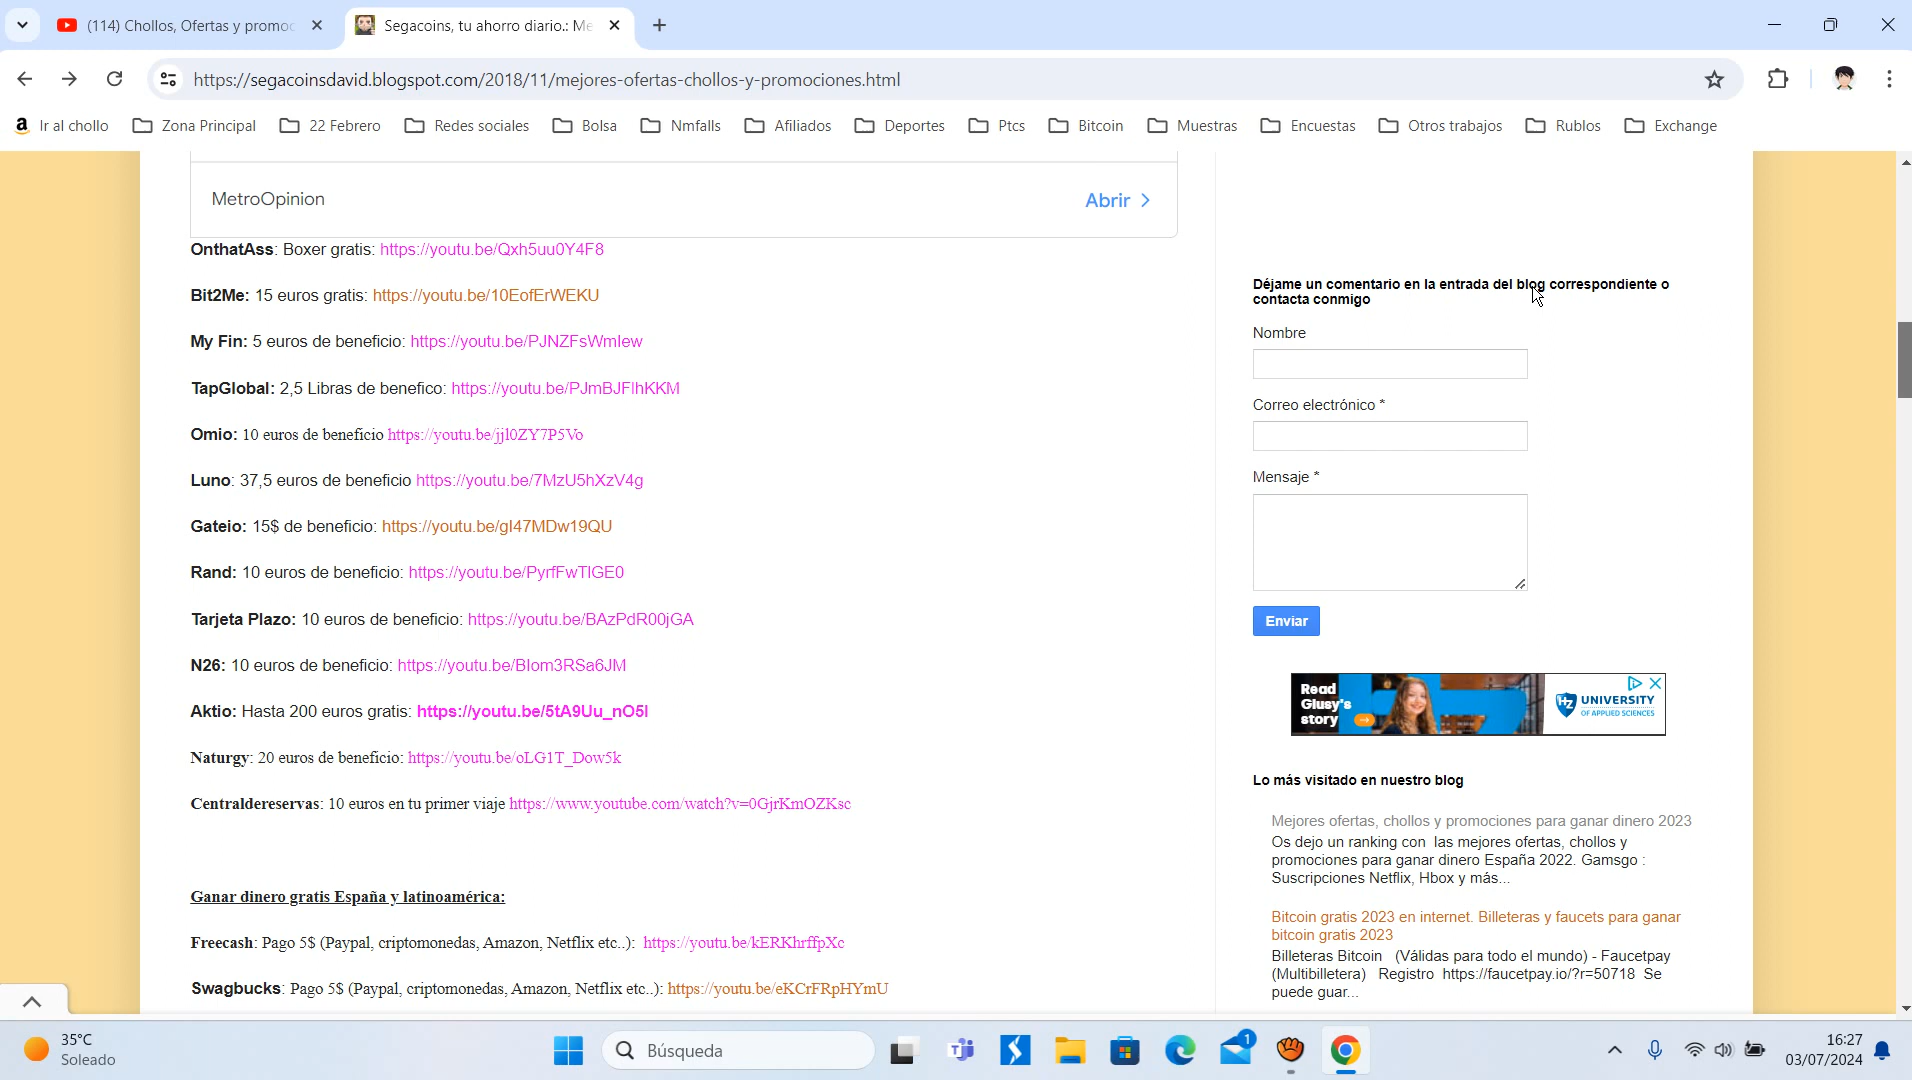 (114) Chollos, Ofertas y promoc
Segacoins, tu ahorro diario.: Me
https://segacoinsdavid.blogspot.com/2018/11/mejores-ofertas-chollos-y-promociones.html
Ir al chollo
Zona Principal
22 Febrero
Redes sociales
Bolsa
Nmfalls
Afiliados
Deportes
Ptcs
Bitcoin
Muestras
Encuestas
Otros trabajos
Rublos
Exchange
MetroOpinion
Abrir
OnthatAss: Boxer gratis: https://youtu.be/Qxh5uu0Y4F8
Bit2Me: 15 euros gratis: https://youtu.be/10EofErWEKU
My Fin: 5 euros de beneficio: https://youtu.be/PJNZFsWmIew
TapGlobal: 2,5 Libras de benefico: https://youtu.be/PJmBJFlhKKM
Omio: 10 euros de beneficio https://youtu.be/jjl0ZY7P5Vo
Luno: 37,5 euros de beneficio https://youtu.be/7MzU5hXzV4g
Gateio: 15$ de beneficio: https://youtu.be/gI47MDw19QU
Rand: 10 euros de beneficio: https://youtu.be/PyrfFwTIGE0
Tarjeta Plazo: 10 euros de beneficio: https://youtu.be/BAzPdR00jGA
N26: 10 euros de beneficio: https://youtu.be/BIom3RSa6JM
Aktio: Hasta 200 euros gratis: https://youtu.be/5tA9Uu_nO5I
Naturgy: 20 euros de beneficio: https://youtu.be/oLG1T_Dow5k
Centraldereservas: 10 euros en tu primer viaje https://www.youtube.com/watch?v=0GjrKmOZKsc
Ganar dinero gratis España y latinoamérica:
Freecash: Pago 5$ (Paypal, criptomonedas, Amazon, Netflix etc..): https://youtu.be/kERKhrffpXc
Swagbucks: Pago 5$ (Paypal, criptomonedas, Amazon, Netflix etc..): https://youtu.be/eKCrFRpHYmU
Déjame un comentario en la entrada del blog correspondiente o
contacta conmigo
Nombre
Correo electrónico *
Mensaje *
Enviar
Read
Glusy's
story
HZ UNIVERSITY
OF APPLIED SCIENCES
Lo más visitado en nuestro blog
Mejores ofertas, chollos y promociones para ganar dinero 2023
Os dejo un ranking con las mejores ofertas, chollos y
promociones para ganar dinero España 2022. Gamsgo :
Suscripciones Netflix, Hbox y más...
Bitcoin gratis 2023 en internet. Billeteras y faucets para ganar
bitcoin gratis 2023
Billeteras Bitcoin (Válidas para todo el mundo) - Faucetpay
(Multibilletera) Registro https://faucetpay.io/?r=50718 Se
puede guar...
35°C
Soleado
Búsqueda
1
16:27
03/07/2024